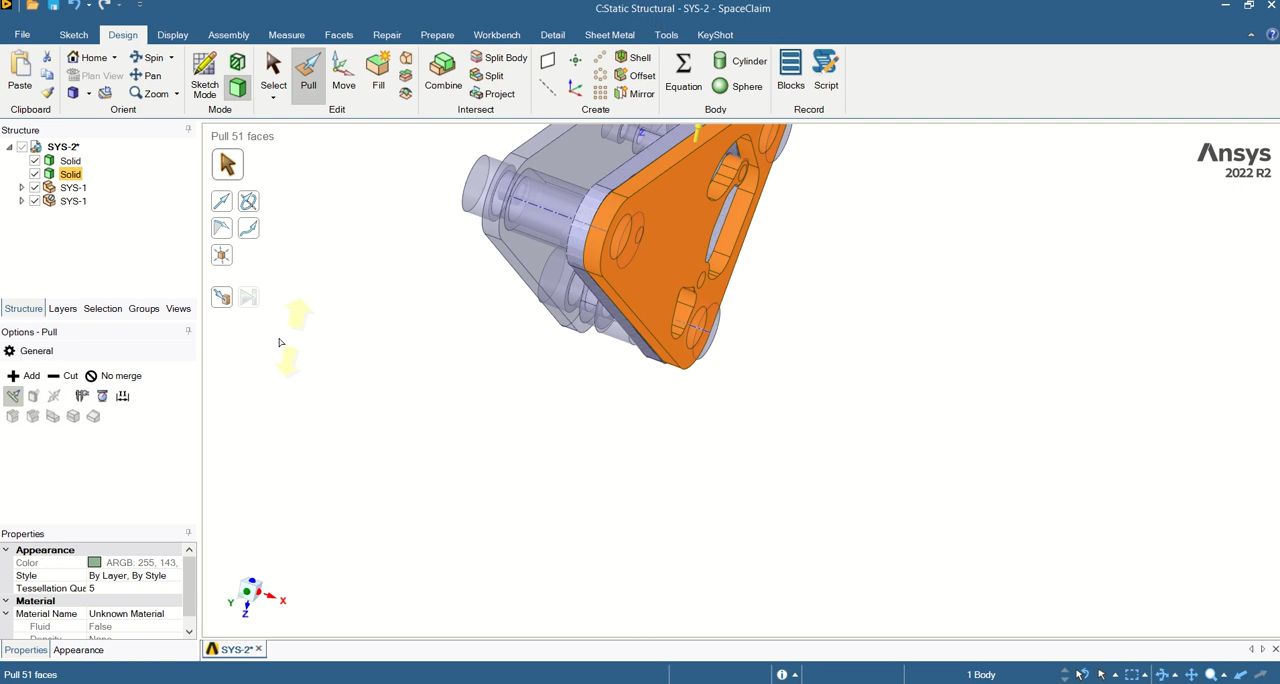 C:Static Structural - SYS-2 - SpaceClaim
File Sketch Design Display Assembly Measure Facets Repair Prepare Workbench Detail Sheet Metal Tools KeyShot
Home Spin Split Body Shell Cylinder
Plan View Pan Split Offset Sphere
Zoom Project Mirror
Paste Sketch Mode Select Pull Move Fill Combine Equation Blocks Script
Clipboard Orient Mode Edit Intersect Create Body Record
Structure
SYS-2*
Solid
Solid
SYS-1
SYS-1
Structure Layers Selection Groups Views
Options - Pull
General
Add Cut No merge
Properties
Appearance
Color ARGB: 255, 143,
Style By Layer, By Style
Tessellation Que 5
Material
Material Name Unknown Material
Fluid False
Properties Appearance
Pull 51 faces
Z
Ansys
2022 R2
Y Z X
SYS-2*
Pull 51 faces 1 Body